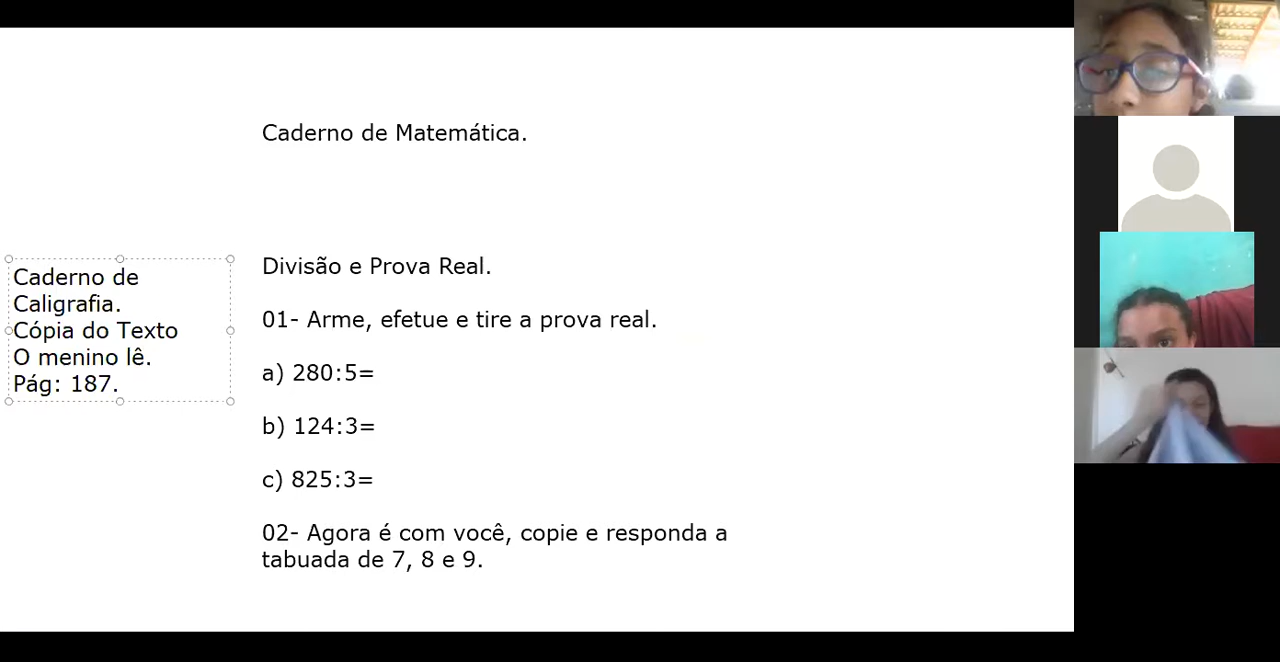 Caderno de Matemática.
Caderno de
Caligrafia.
Cópia do Texto
O menino lê.
Pág: 187.
Divisão e Prova Real.
01- Arme, efetue e tire a prova real.
a) 280:5=
b) 124:3=
c) 825:3=
02- Agora é com você, copie e responda a
tabuada de 7, 8 e 9.